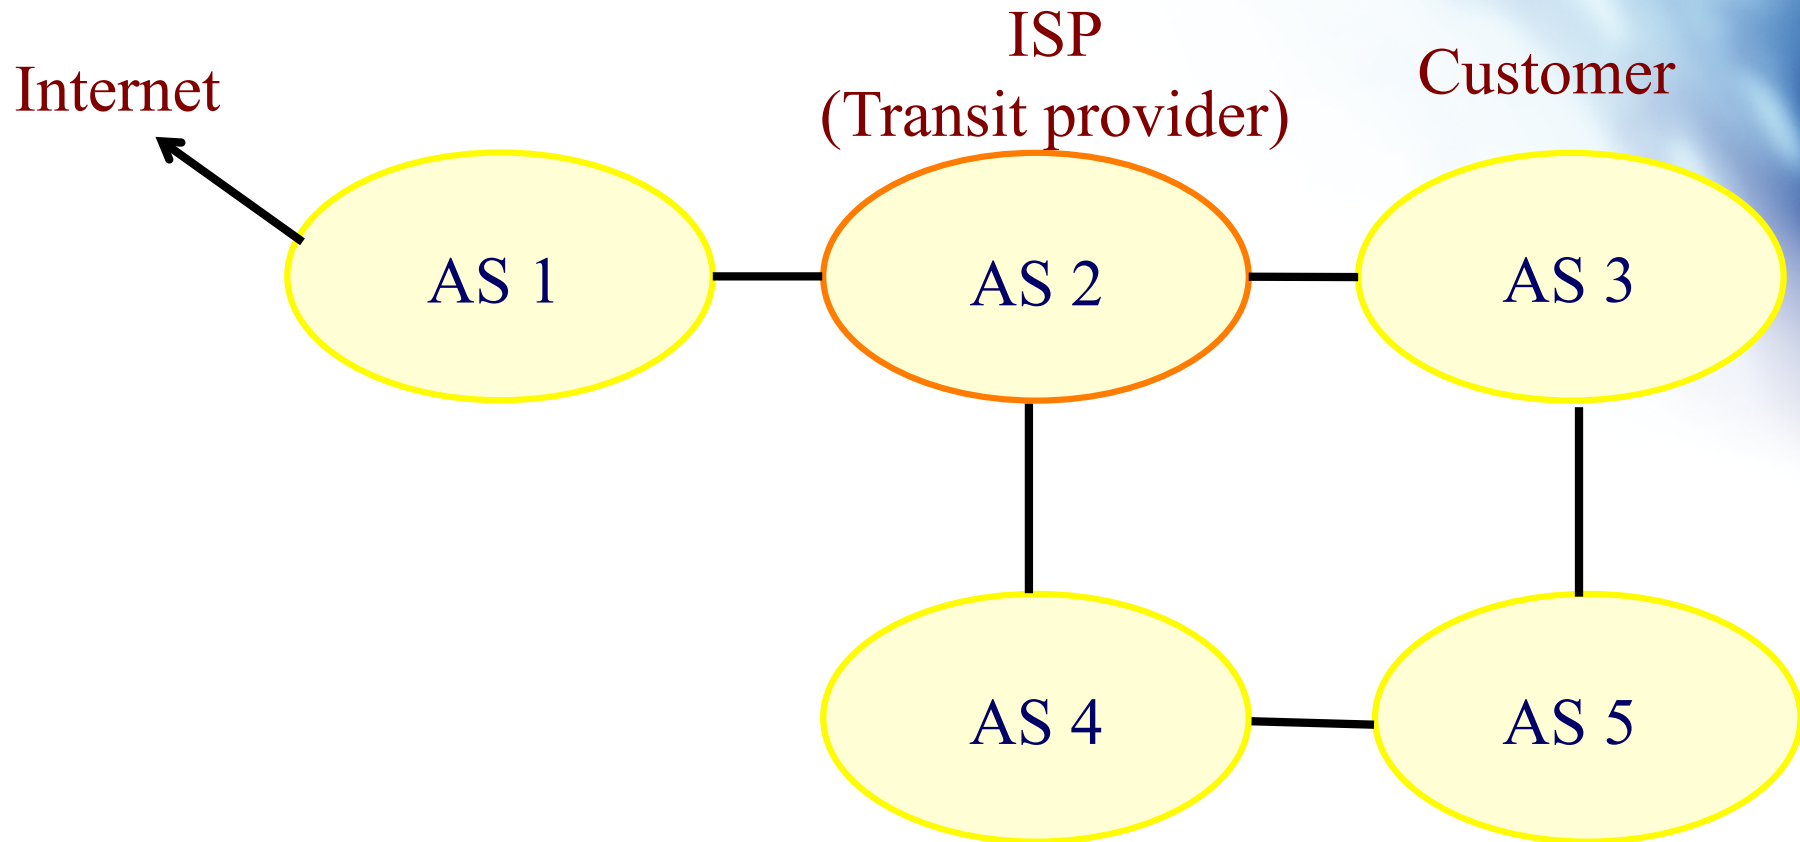 ISP
Internet
(Transit provider)
Customer
AS 1
AS 2
AS 3
AS 4
AS 5